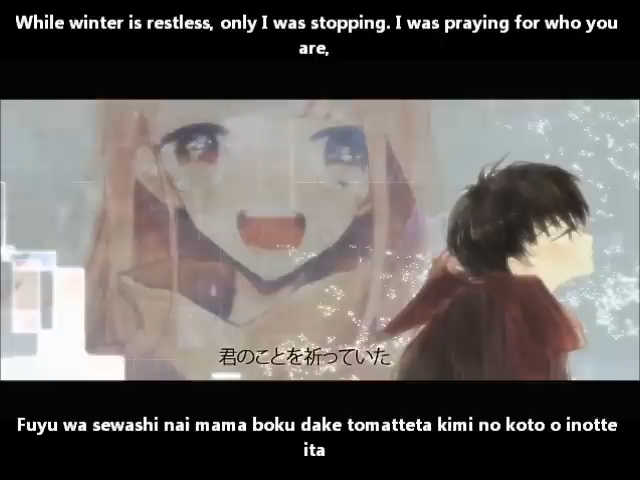 While winter is restless, only I was stopping. I was praying for who you
are,
君のことを祈っていた
Fuyu wa sewashi nai mama boku dake tomatteta kimi no koto o inotte
ita